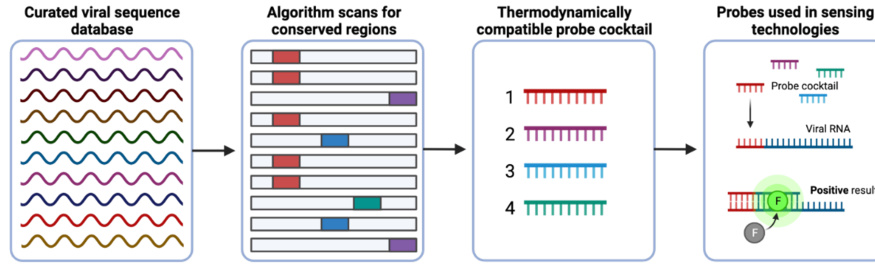 Curated viral sequence
database
Algorithm scans for
conserved regions
Thermodynamically
compatible probe cocktail
1
2
3
4
Probes used in sensing
technologies
Probe cocktail
Viral RNA
Positive result
F
F